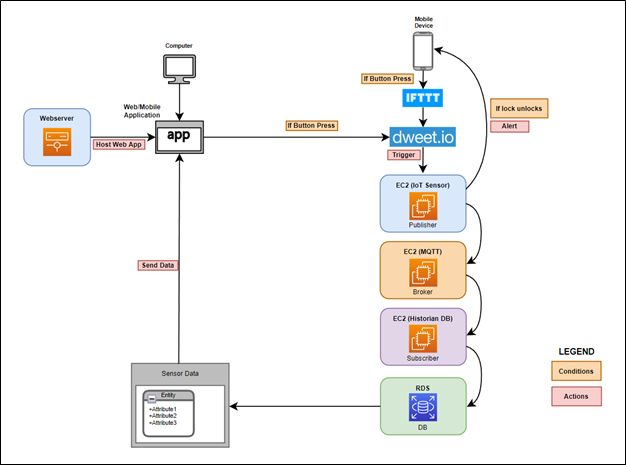 Mobile
Device
Computer
If Button Press
IFTTT
Web/Mobile
Application
Webserver
app
Host Web App
If Button Press
dweet.io
Trigger
If lock unlocks
Alert
EC2 (IoT Sensor)
Publisher
EC2 (MQTT)
Broker
Send Data
EC2 (Historian DB)
Subscriber
LEGEND
Conditions
Actions
Sensor Data
Entity
+Attribute1
+Attribute2
+Attribute3
RDS
DB